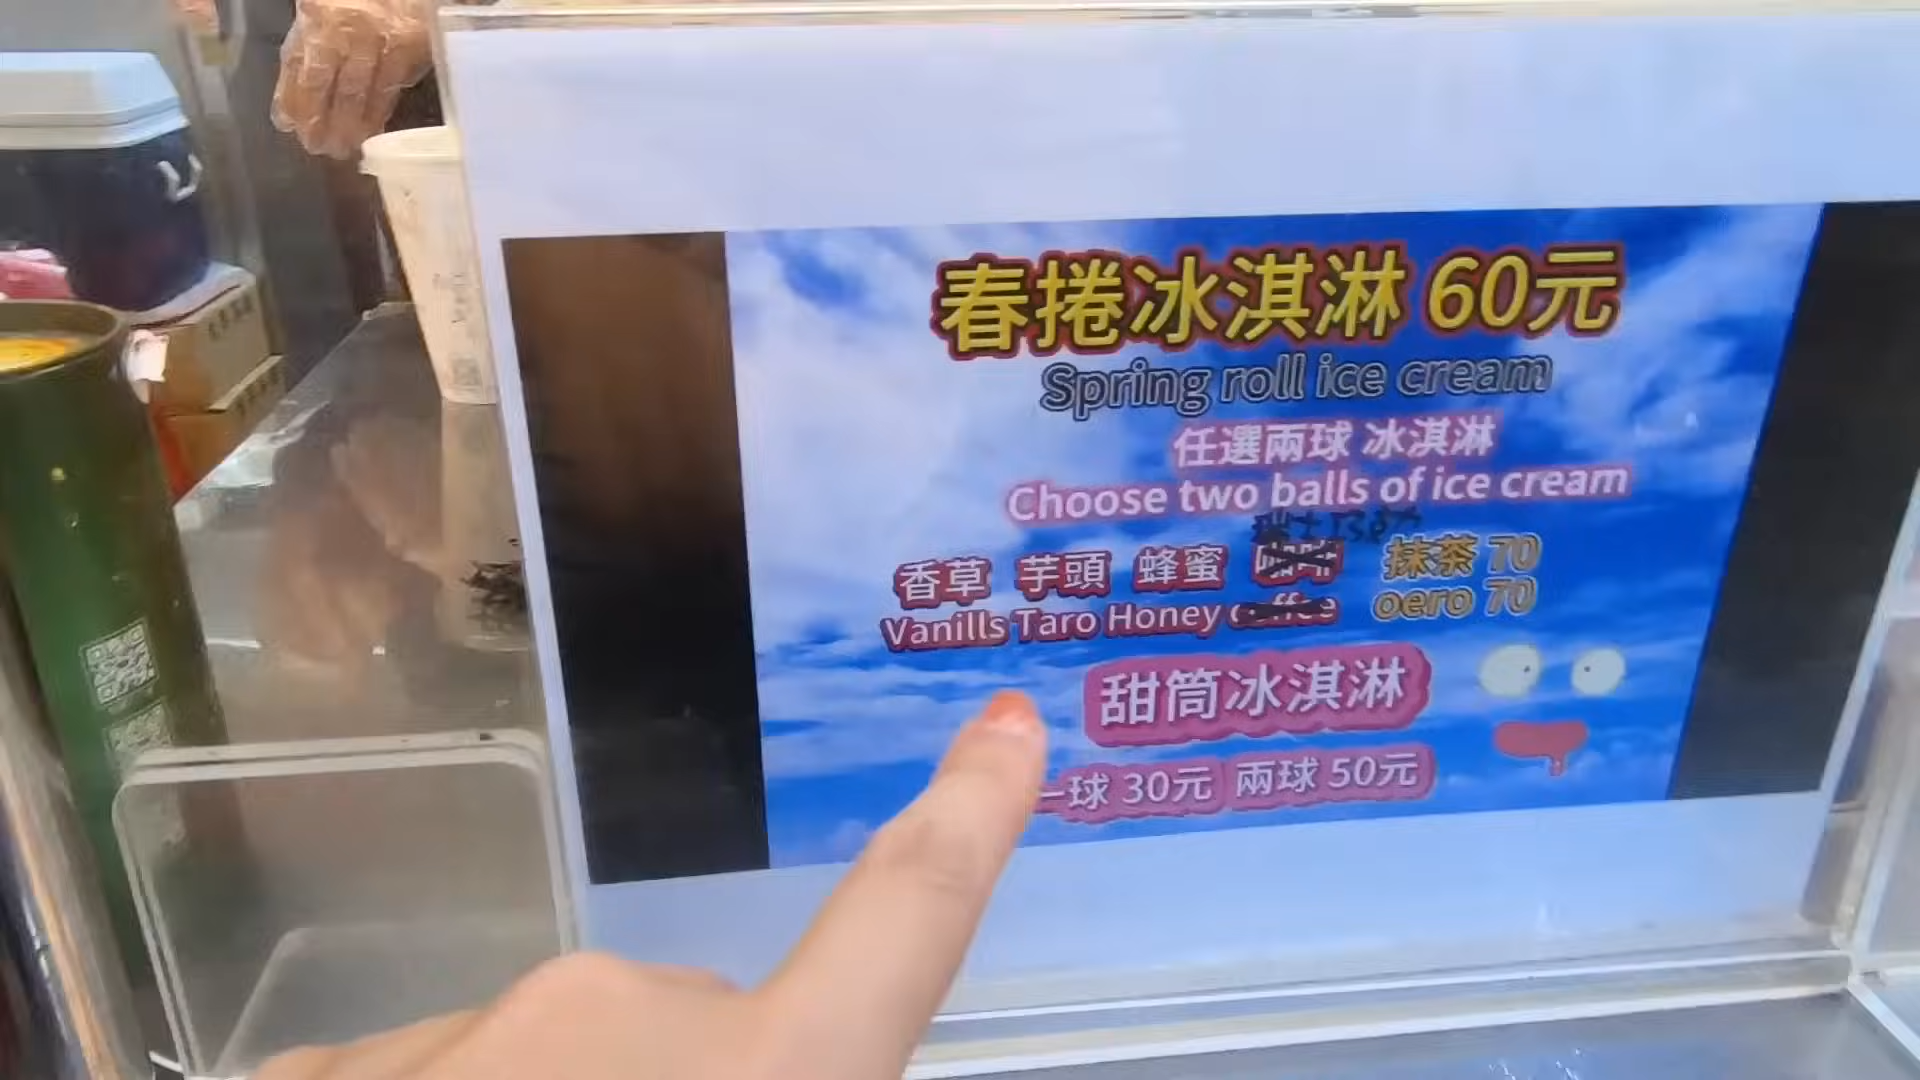 春捲冰淇淋 60元
Spring roll ice cream
任選兩球 冰淇淋
Choose two balls of ice cream
香草 芋頭 蜂蜜 咖啡 抹茶 70
Vanills Taro Honey coffee oero 70
甜筒冰淇淋
一球 30元 兩球 50元